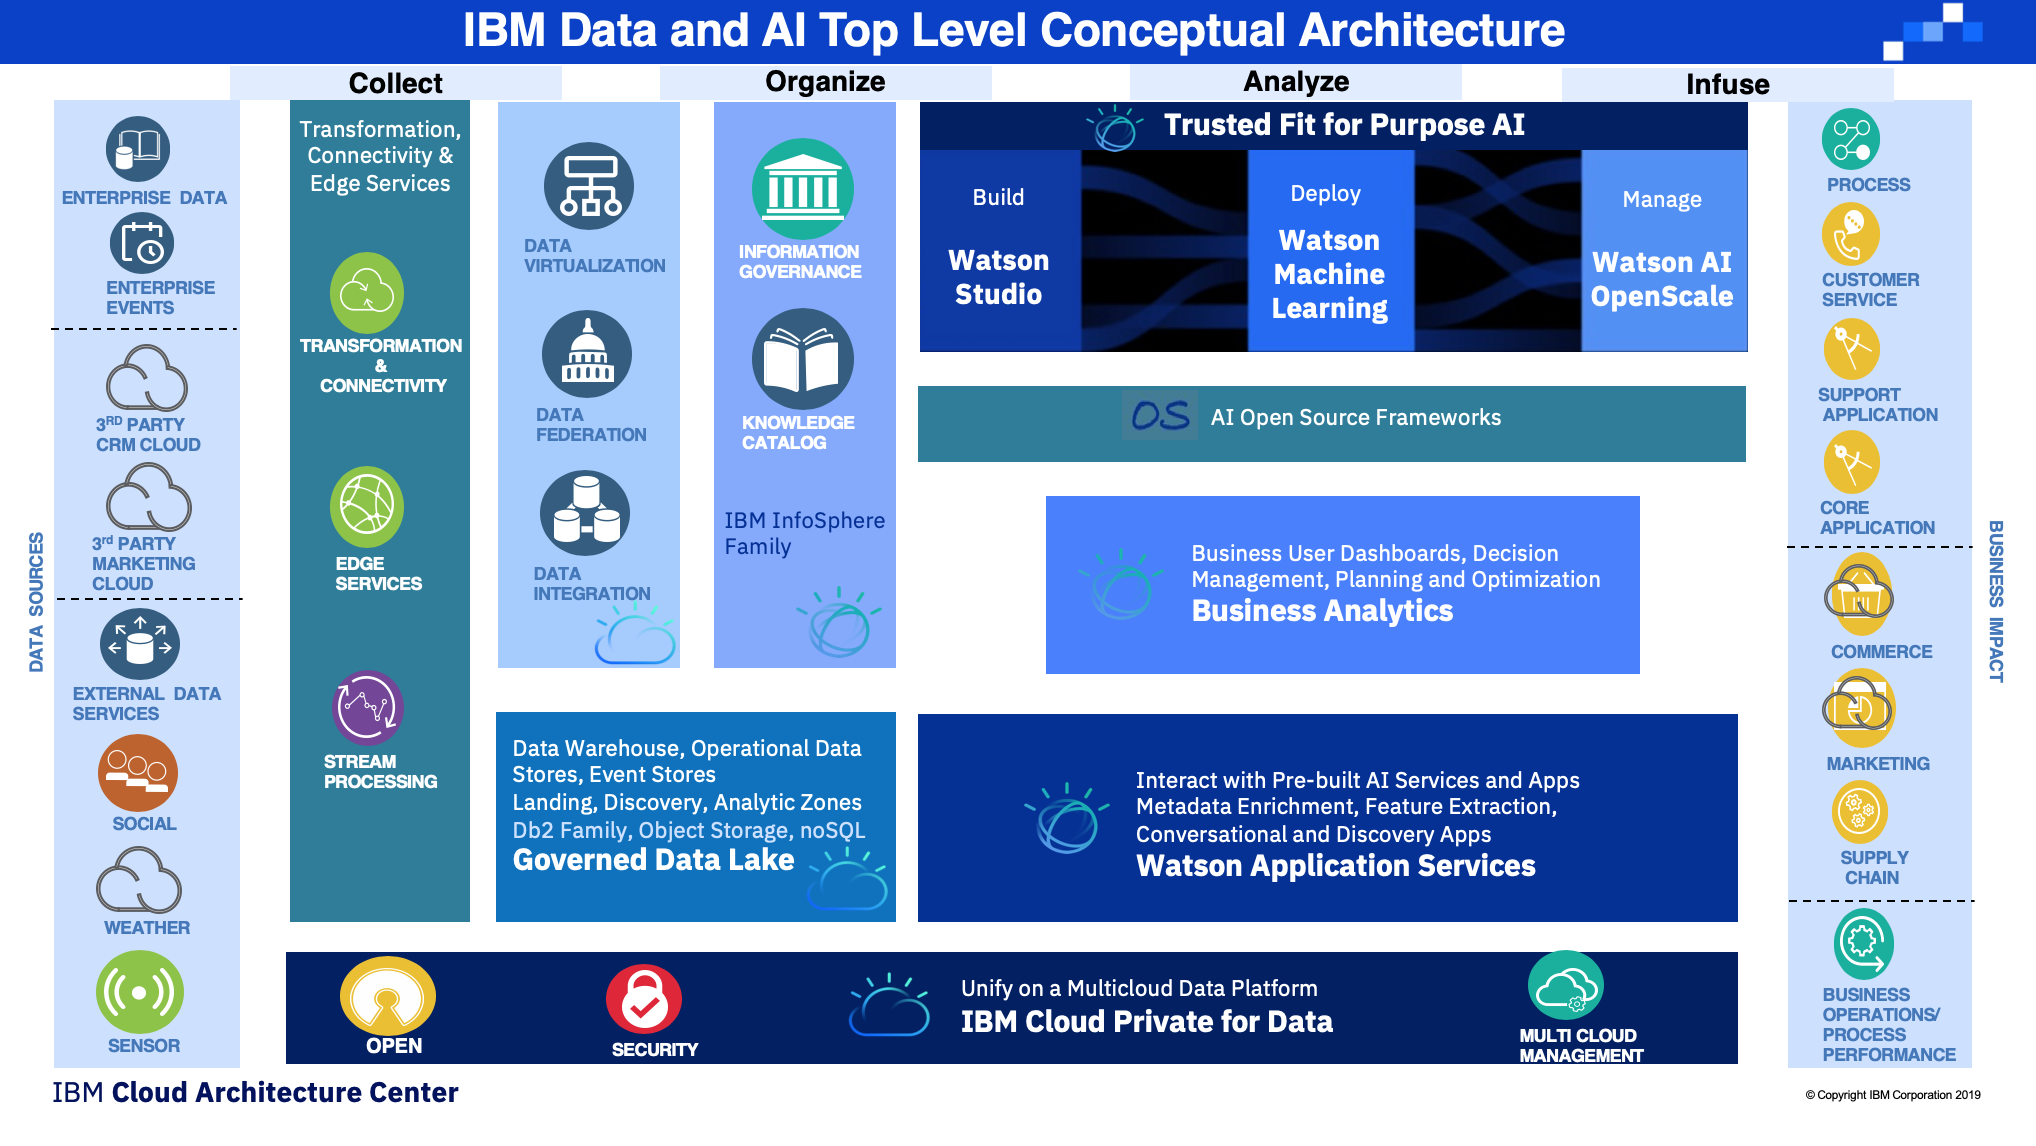 IBM Data and AI Top Level Conceptual Architecture
Collect
Organize
Analyze
Infuse
DATA SOURCES
ENTERPRISE DATA
ENTERPRISE
EVENTS
3RD PARTY
CRM CLOUD
3rd PARTY
MARKETING
CLOUD
EXTERNAL DATA
SERVICES
SOCIAL
WEATHER
SENSOR
Transformation,
Connectivity &
Edge Services
TRANSFORMATION
&
CONNECTIVITY
EDGE
SERVICES
STREAM
PROCESSING
DATA
VIRTUALIZATION
DATA
FEDERATION
DATA
INTEGRATION
INFORMATION
GOVERNANCE
KNOWLEDGE
CATALOG
IBM InfoSphere
Family
Data Warehouse, Operational Data
Stores, Event Stores
Landing, Discovery, Analytic Zones
Db2 Family, Object Storage, noSQL
Governed Data Lake
Trusted Fit for Purpose AI
Build
Watson
Studio
Deploy
Watson
Machine
Learning
Manage
Watson AI
OpenScale
OS AI Open Source Frameworks
Business User Dashboards, Decision
Management, Planning and Optimization
Business Analytics
Interact with Pre-built AI Services and Apps
Metadata Enrichment, Feature Extraction,
Conversational and Discovery Apps
Watson Application Services
OPEN
SECURITY
Unify on a Multicloud Data Platform
IBM Cloud Private for Data
MULTI CLOUD
MANAGEMENT
PROCESS
CUSTOMER
SERVICE
SUPPORT
APPLICATION
CORE
APPLICATION
COMMERCE
MARKETING
SUPPLY
CHAIN
BUSINESS
OPERATIONS/
PROCESS
PERFORMANCE
BUSINESS IMPACT
IBM Cloud Architecture Center
© Copyright IBM Corporation 2019